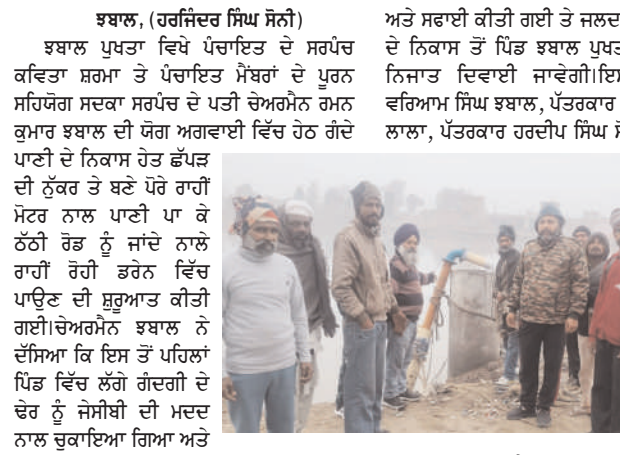 ਝਬਾਲ, (ਹਰਜਿੰਦਰ ਸਿੰਘ ਸੋਨੀ)
ਝਬਾਲ ਪੁਖਤਾ ਵਿਖੇ ਪੰਚਾਇਤ ਦੇ ਸਰਪੰਚ
ਕਵਿਤਾ ਸ਼ਰਮਾ ਤੇ ਪੰਚਾਇਤ ਮੈਂਬਰਾਂ ਦੇ ਪੂਰਨ
ਸਹਿਯੋਗ ਸਦਕਾ ਸਰਪੰਚ ਦੇ ਪਤੀ ਚੇਅਰਮੈਨ ਰਮਨ
ਕੁਮਾਰ ਝਬਾਲ ਦੀ ਯੋਗ ਅਗਵਾਈ ਵਿੱਚ ਹੇਠ ਗੰਦੇ
ਪਾਣੀ ਦੇ ਨਿਕਾਸ ਹੇਤ ਛੱਪੜ
ਦੀ ਨੁੱਕਰ ਤੇ ਬਣੇ ਪੋਰੇ ਰਾਹੀਂ
ਮੋਟਰ ਨਾਲ ਪਾਣੀ ਪਾ ਕੇ
ਠੱਠੀ ਰੋਡ ਨੂੰ ਜਾਂਦੇ ਨਾਲੇ
ਰਾਹੀਂ ਰੋਹੀ ਡਰੇਨ ਵਿੱਚ
ਪਾਉਣ ਦੀ ਸ਼ੁਰੂਆਤ ਕੀਤੀ
ਗਈ।ਚੇਅਰਮੈਨ ਝਬਾਲ ਨੇ
ਦੱਸਿਆ ਕਿ ਇਸ ਤੋਂ ਪਹਿਲਾਂ
ਪਿੰਡ ਵਿੱਚ ਲੱਗੇ ਗੰਦਗੀ ਦੇ
ਢੇਰ ਨੂੰ ਜੇਸੀਬੀ ਦੀ ਮਦਦ
ਨਾਲ ਚੁਕਾਇਆ ਗਿਆ ਅਤੇ
ਅਤੇ ਸਫਾਈ ਕੀਤੀ ਗਈ ਤੇ ਜਲਦ
ਦੇ ਨਿਕਾਸ ਤੋਂ ਪਿੰਡ ਝਬਾਲ
ਨਿਜਾਤ ਦਿਵਾਈ ਜਾਵੇਗੀ।
ਵਰਿਆਮ ਸਿੰਘ ਝਬਾਲ, ਪੱਤਰਕਾਰ
ਲਾਲਾ, ਪੱਤਰਕਾਰ ਹਰਦੀਪ ਸਿੰਘ